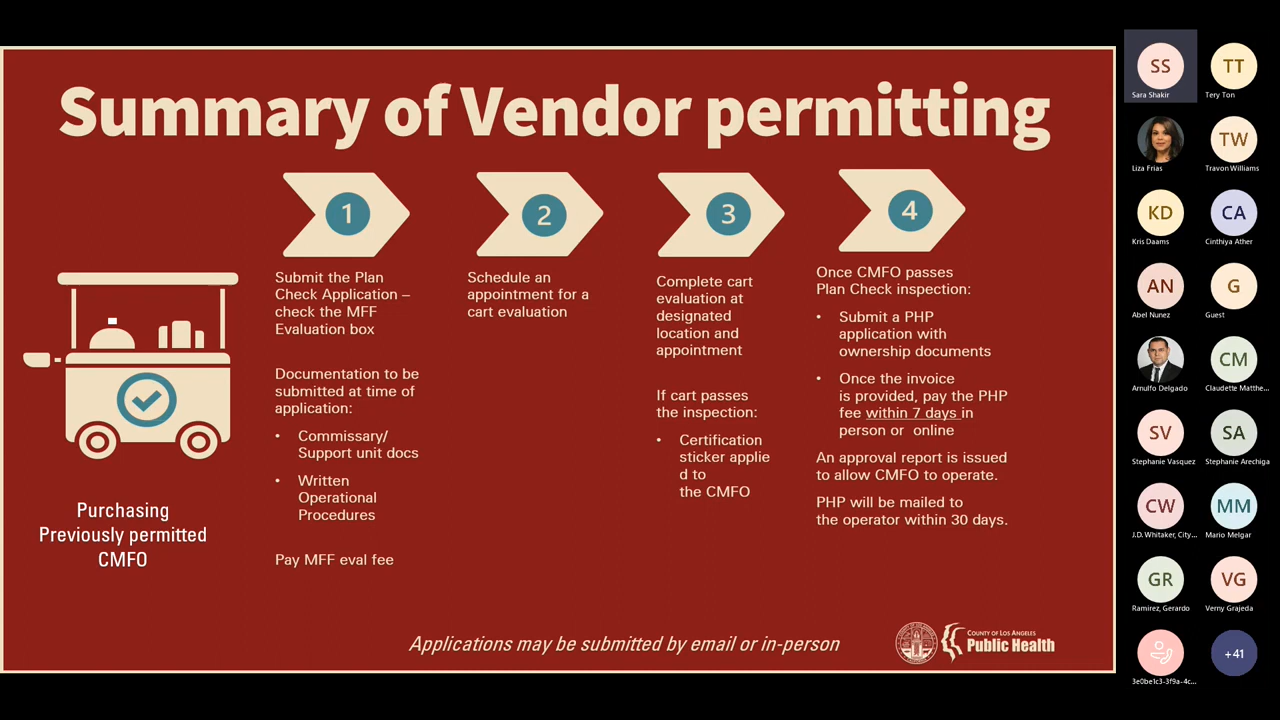 Summary of Vendor permitting
1
2
3
4
Submit the Plan
Check Application –
check the MFF
Evaluation box
Documentation to be
submitted at time of
application:
• Commissary/
Support unit docs
• Written
Operational
Procedures
Pay MFF eval fee
Schedule an
appointment for a
cart evaluation
Complete cart
evaluation at
designated
location and
appointment
If cart passes
the inspection:
• Certification
sticker applie
d to
the CMFO
Once CMFO passes
Plan Check inspection:
• Submit a PHP
application with
ownership documents
• Once the invoice
is provided, pay the PHP
fee within 7 days in
person or online
An approval report is issued
to allow CMFO to operate.
PHP will be mailed to
the operator within 30 days.
Purchasing
Previously permitted
CMFO
Applications may be submitted by email or in-person
County of Los Angeles
Public Health
SS
Sara Shakir
TT
Tery Ton
Liza Frias
TW
Travon Williams
KD
Kris Daams
CA
Cinthiya Ather
AN
Abel Nunez
G
Guest
Arnulfo Delgado
CM
Claudette Matthe...
SV
Stephanie Vasquez
SA
Stephanie Arechiga
CW
J.D. Whitaker, City...
MM
Mario Melgar
GR
Ramirez, Gerardo
VG
Verny Grajeda
3e0be1c3-3f9a-4c...
+41